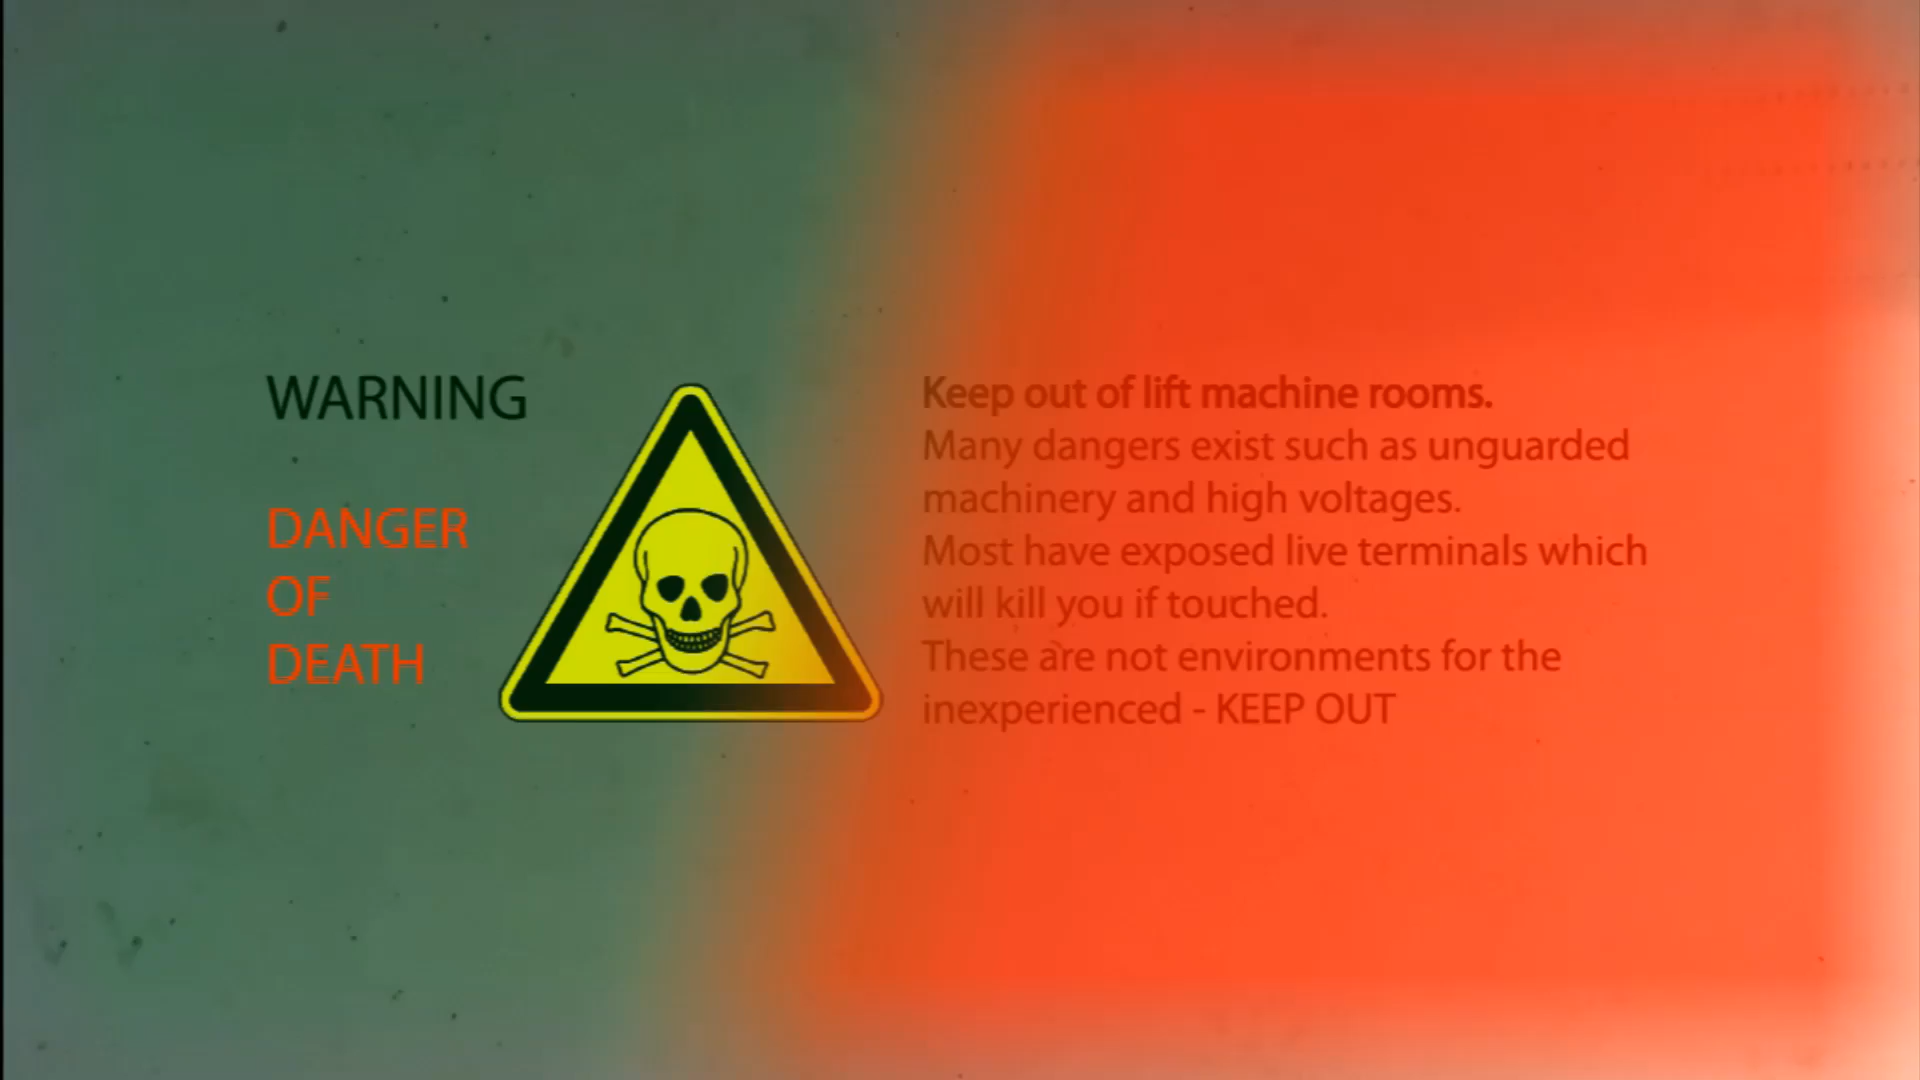 WARNING
DANGER
OF
DEATH
Keep out of lift machine rooms.
Many dangers exist such as unguarded
machinery and high voltages.
Most have exposed live terminals which
will kill you if touched.
These are not environments for the
inexperienced - KEEP OUT